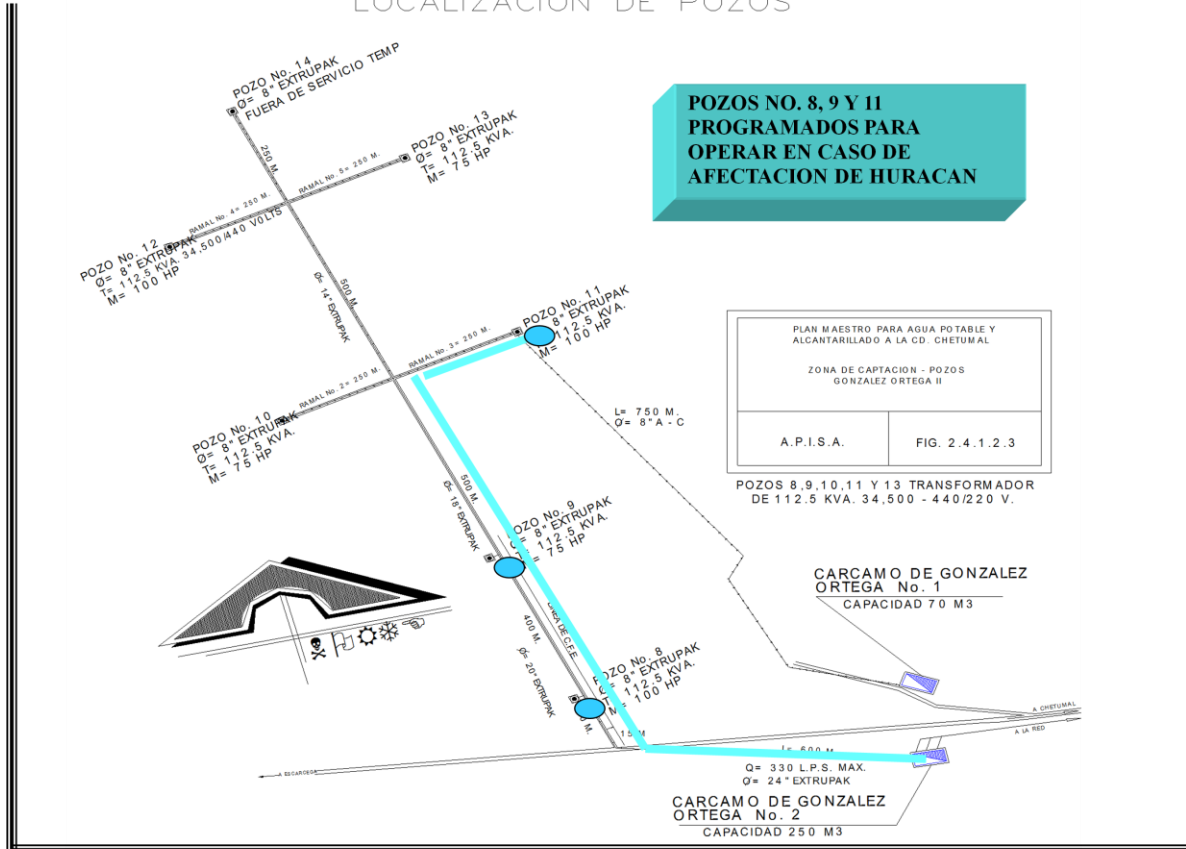 LOCALIZACION DE POZOS
POZO No. 14
Ø= 8" EXTRUPAK
FUERA DE SERVICIO TEMP
POZO No. 13
Ø= 8" EXTRUPAK
T= 112.5 KVA.
M= 75 HP
250 M.
RAMAL No. 5= 250 M.
RAMAL No. 4= 250 M.
POZO No. 12
Ø= 8" EXTRUPAK
T= 112.5 KVA. 34,500/440 VOLTS
M= 100 HP
POZOS NO. 8, 9 Y 11
PROGRAMADOS PARA
OPERAR EN CASO DE
AFECTACION DE HURACAN
500 M.
Ø= 14" EXTRUPAK
POZO No. 11
8" EXTRUPAK
112.5 KVA.
M= 100 HP
RAMAL No. 3= 250 M.
RAMAL No. 2= 250 M.
POZO No. 10
Ø= 8" EXTRUPAK
T= 112.5 KVA.
M= 75 HP
L= 750 M.
Ø= 8" A - C
PLAN MAESTRO PARA AGUA POTABLE Y
ALCANTARILLADO A LA CD. CHETUMAL
ZONA DE CAPTACION - POZOS
GONZALEZ ORTEGA II
A.P.I.S.A.
FIG. 2.4.1.2.3
POZOS 8,9,10,11 Y 13 TRANSFORMADOR
DE 112.5 KVA. 34,500 - 440/220 V.
500 M.
Ø= 18" EXTRUPAK
OZO No. 9
8" EXTRUPAK
112.5 KVA.
75 HP
CARCAMO DE GONZALEZ
ORTEGA No. 1
CAPACIDAD 70 M3
400 M.
Ø= 20" EXTRUPAK
LINEA DE C.F.E.
POZO No. 8
8" EXTRUPAK
112.5 KVA.
100 HP
M.
15 M
A CHETUMAL
A LA RED
A ESCARCEGA
L= 600 M.
Q= 330 L.P.S. MAX.
Ø= 24" EXTRUPAK
CARCAMO DE GONZALEZ
ORTEGA No. 2
CAPACIDAD 250 M3